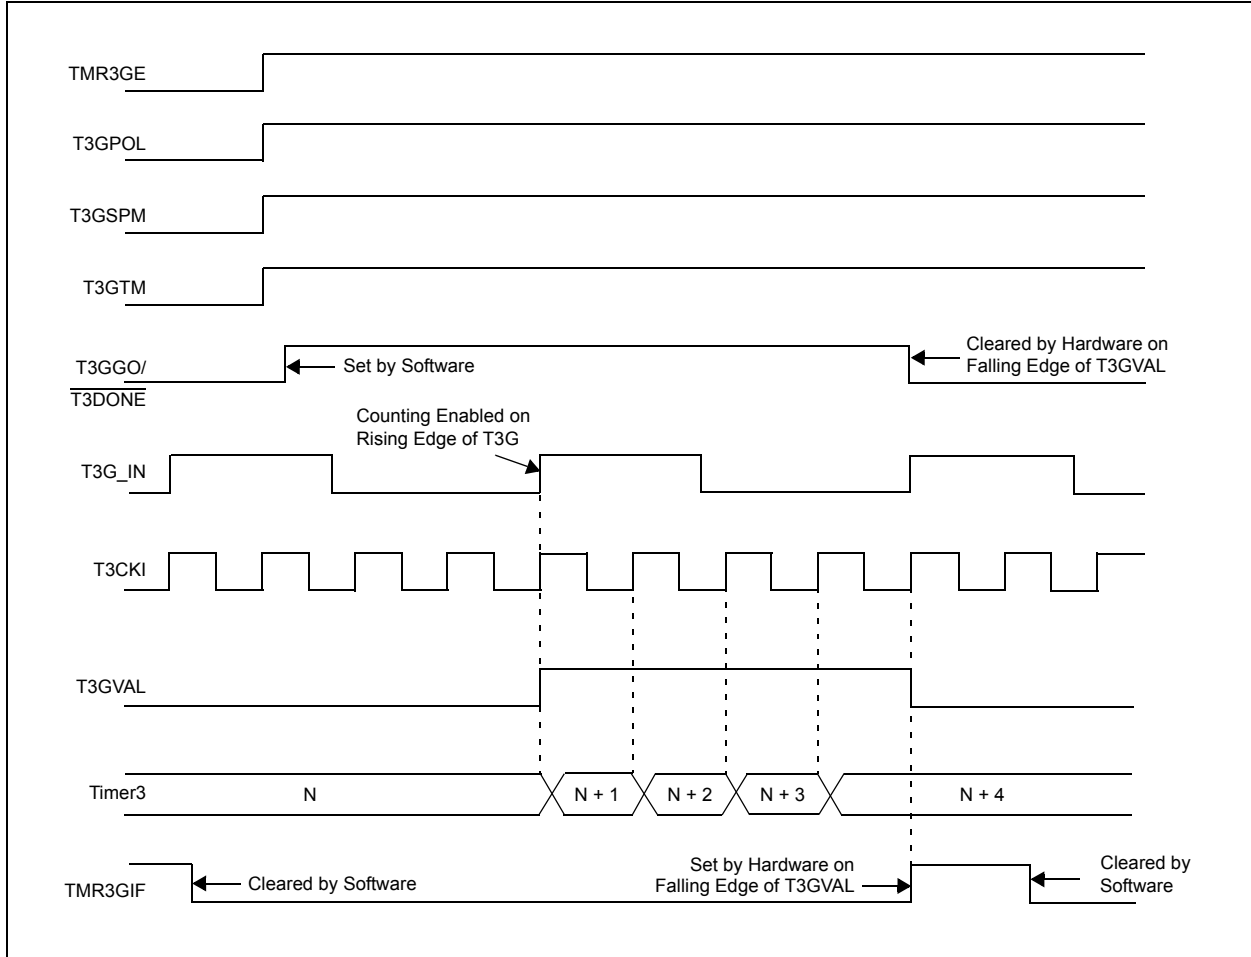 TMR3GE
T3GPOL
T3GSPM
T3GTM
T3GGO/
T3DONE
Set by Software
Cleared by Hardware on
Falling Edge of T3GVAL
Counting Enabled on
Rising Edge of T3G
T3G_IN
T3CKI
T3GVAL
Timer3 N N + 1 N + 2 N + 3 N + 4
TMR3GIF
Cleared by Software
Set by Hardware on
Falling Edge of T3GVAL
Cleared by
Software